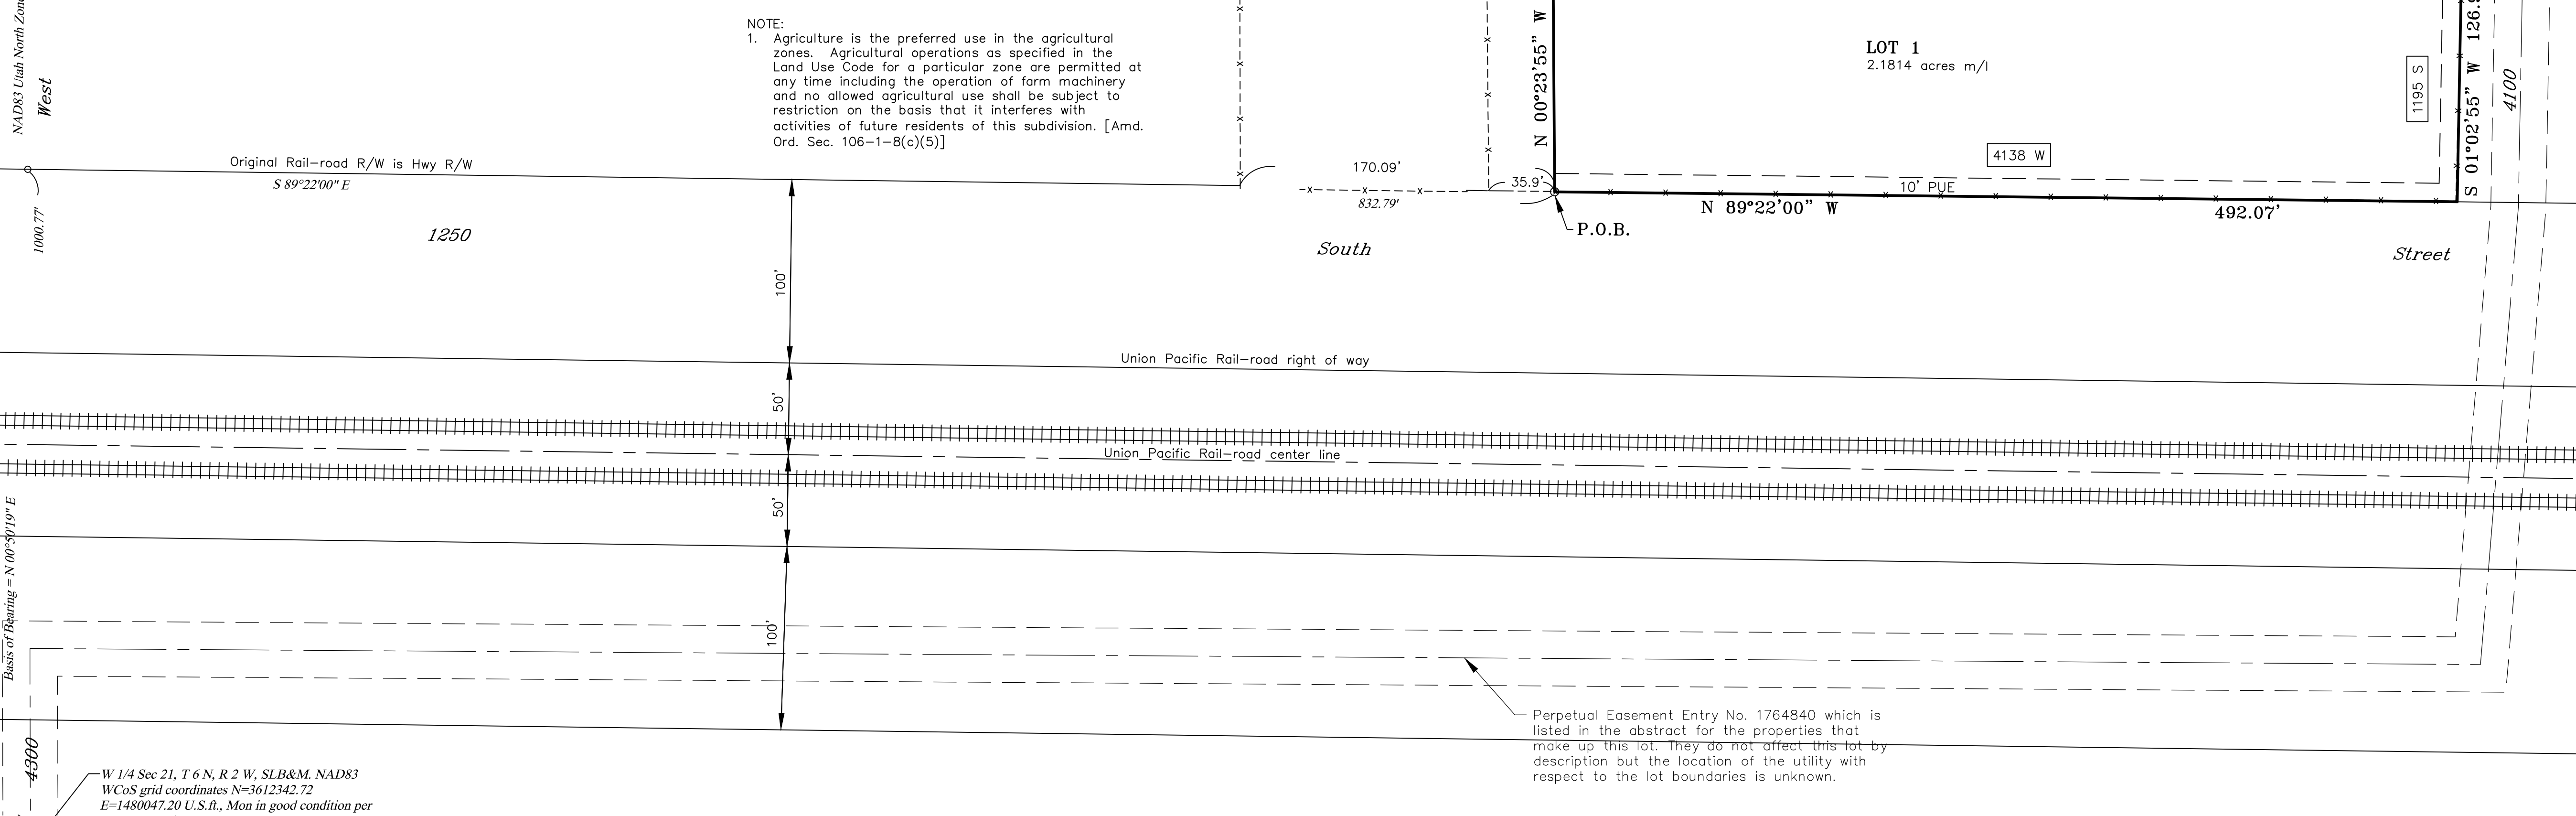 NAD83 Utah North Zone
West
NOTE:
1. Agriculture is the preferred use in the agricultural
zones. Agricultural operations as specified in the
Land Use Code for a particular zone are permitted at
any time including the operation of farm machinery
and no allowed agricultural use shall be subject to
restriction on the basis that it interferes with
activities of future residents of this subdivision. [Amd.
Ord. Sec. 106-1-8(c)(5)]
N 00°23'55" W
LOT 1
2.1814 acres m/l
1195 S
S 01°02'55" W 126.9
4100
4138 W
Original Rail-road R/W is Hwy R/W
S 89°22'00" E
1000.77'
170.09'
35.9'
832.79'
10' PUE
N 89°22'00" W
492.07'
P.O.B.
1250
South
Street
100'
Union Pacific Rail-road right of way
50'
Union Pacific Rail-road center line
50'
Basis of Bearing = N 00°50'19" E
100'
Perpetual Easement Entry No. 1764840 which is
listed in the abstract for the properties that
make up this lot. They do not affect this lot by
description but the location of the utility with
respect to the lot boundaries is unknown.
4300
W 1/4 Sec 21, T 6 N, R 2 W, SLB&M. NAD83
WCoS grid coordinates N=3612342.72
E=1480047.20 U.S.ft., Mon in good condition per